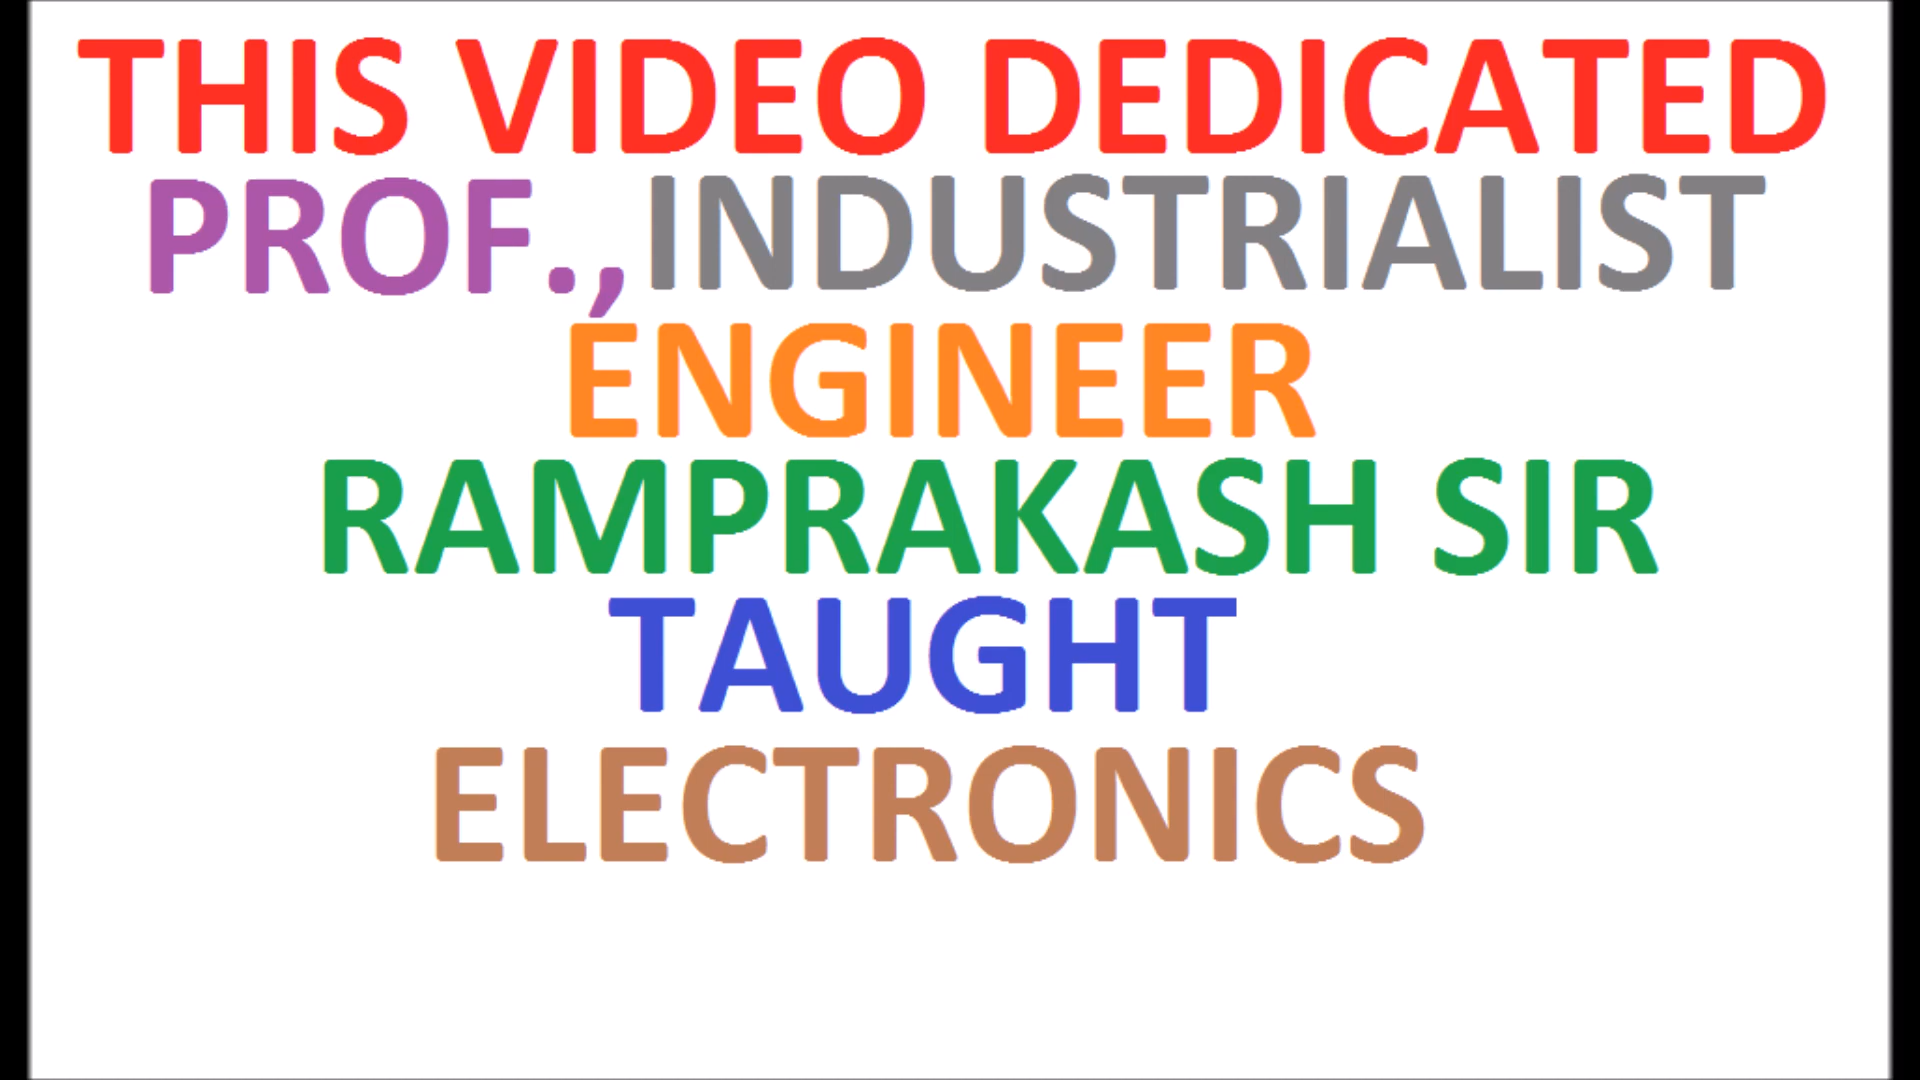 THIS VIDEO DEDICATED
PROF.,INDUSTRIALIST
ENGINEER
RAMPRAKASH SIR
TAUGHT
ELECTRONICS